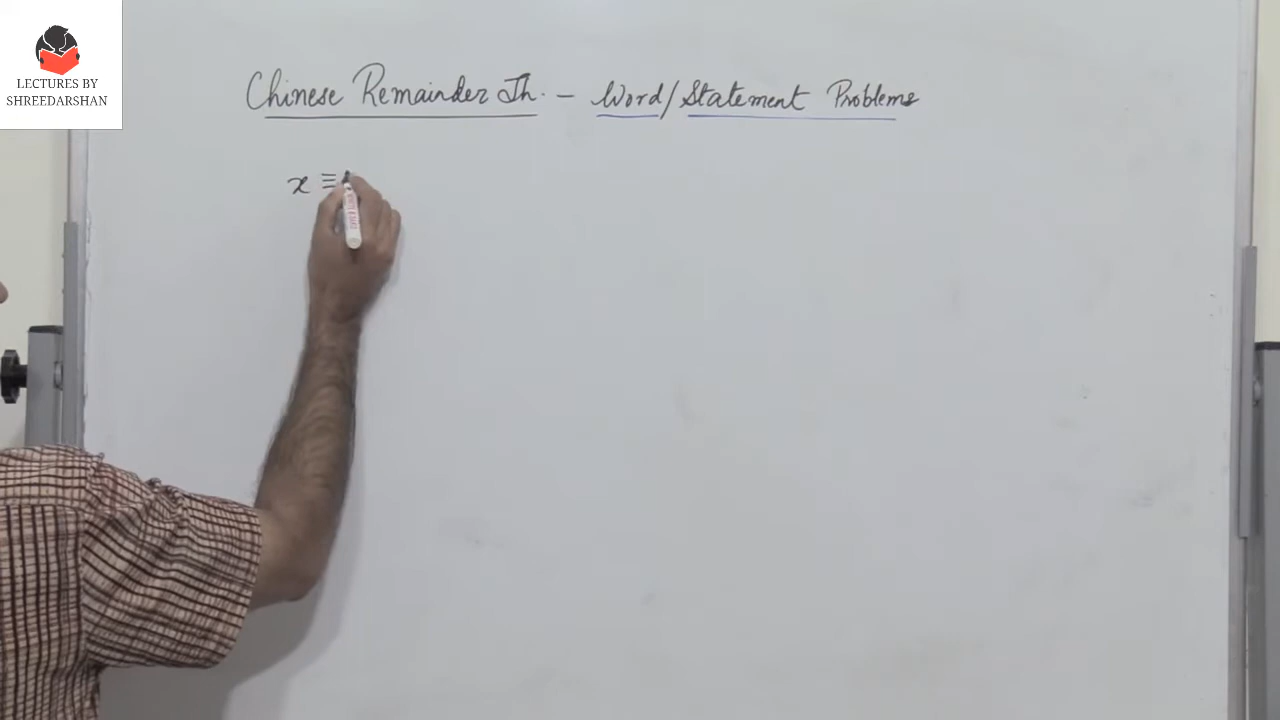 LECTURES BY
SHREEDARSHAN
Chinese Remainder Th. - Word/Statement Problems
x ≡